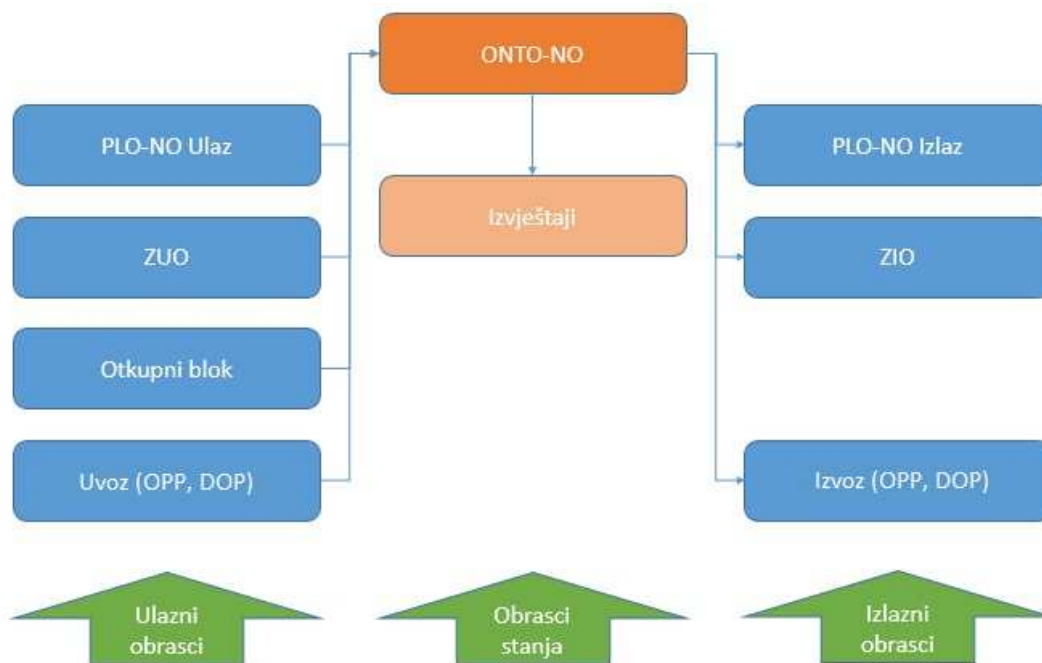 ONTO-NO
PLO-NO Ulaz
PLO-NO Izlaz
Izvještaji
ZUO
ZIO
Otkupni blok
Uvoz (OPP, DOP)
Izvoz (OPP, DOP)
Ulazni
obrasci
Obrasci
stanja
Izlazni
obrasci